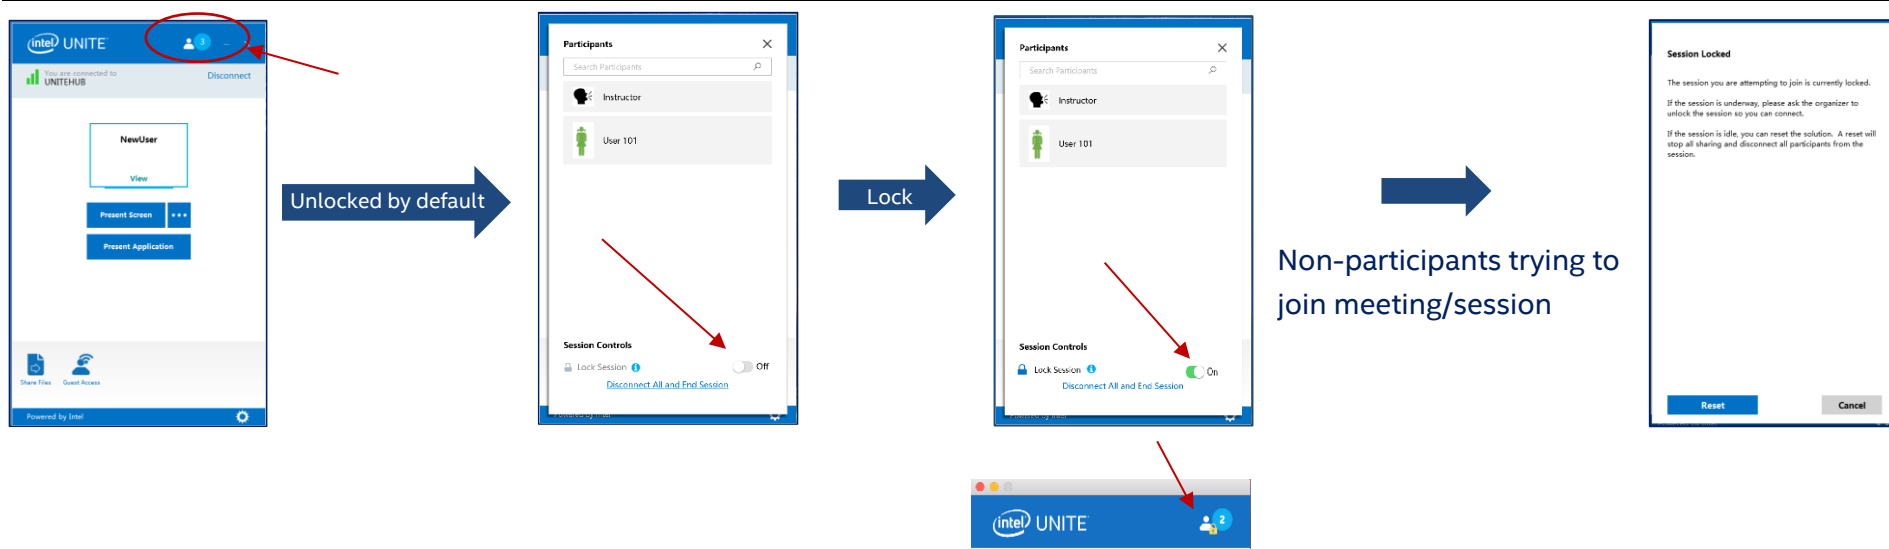 intel UNITE
3
You are connected to
UNITEHUB
Disconnect
NewUser
View
Present Screen
Present Application
Share Files
Guest Access
Powered by Intel
Unlocked by default
Participants
Search Participants
Instructor
User 101
Session Controls
Lock Session
Off
Disconnect All and End Session
Powered by Intel
Lock
Participants
Search Participants
Instructor
User 101
Session Controls
Lock Session
On
Disconnect All and End Session
Powered by Intel
intel UNITE
2
Non-participants trying to
join meeting/session
Session Locked
The session you are attempting to join is currently locked.
If the session is underway, please ask the organizer to
unlock the session so you can connect.
If the session is idle, you can reset the solution. A reset will
stop all sharing and disconnect all participants from the
session.
Reset
Cancel